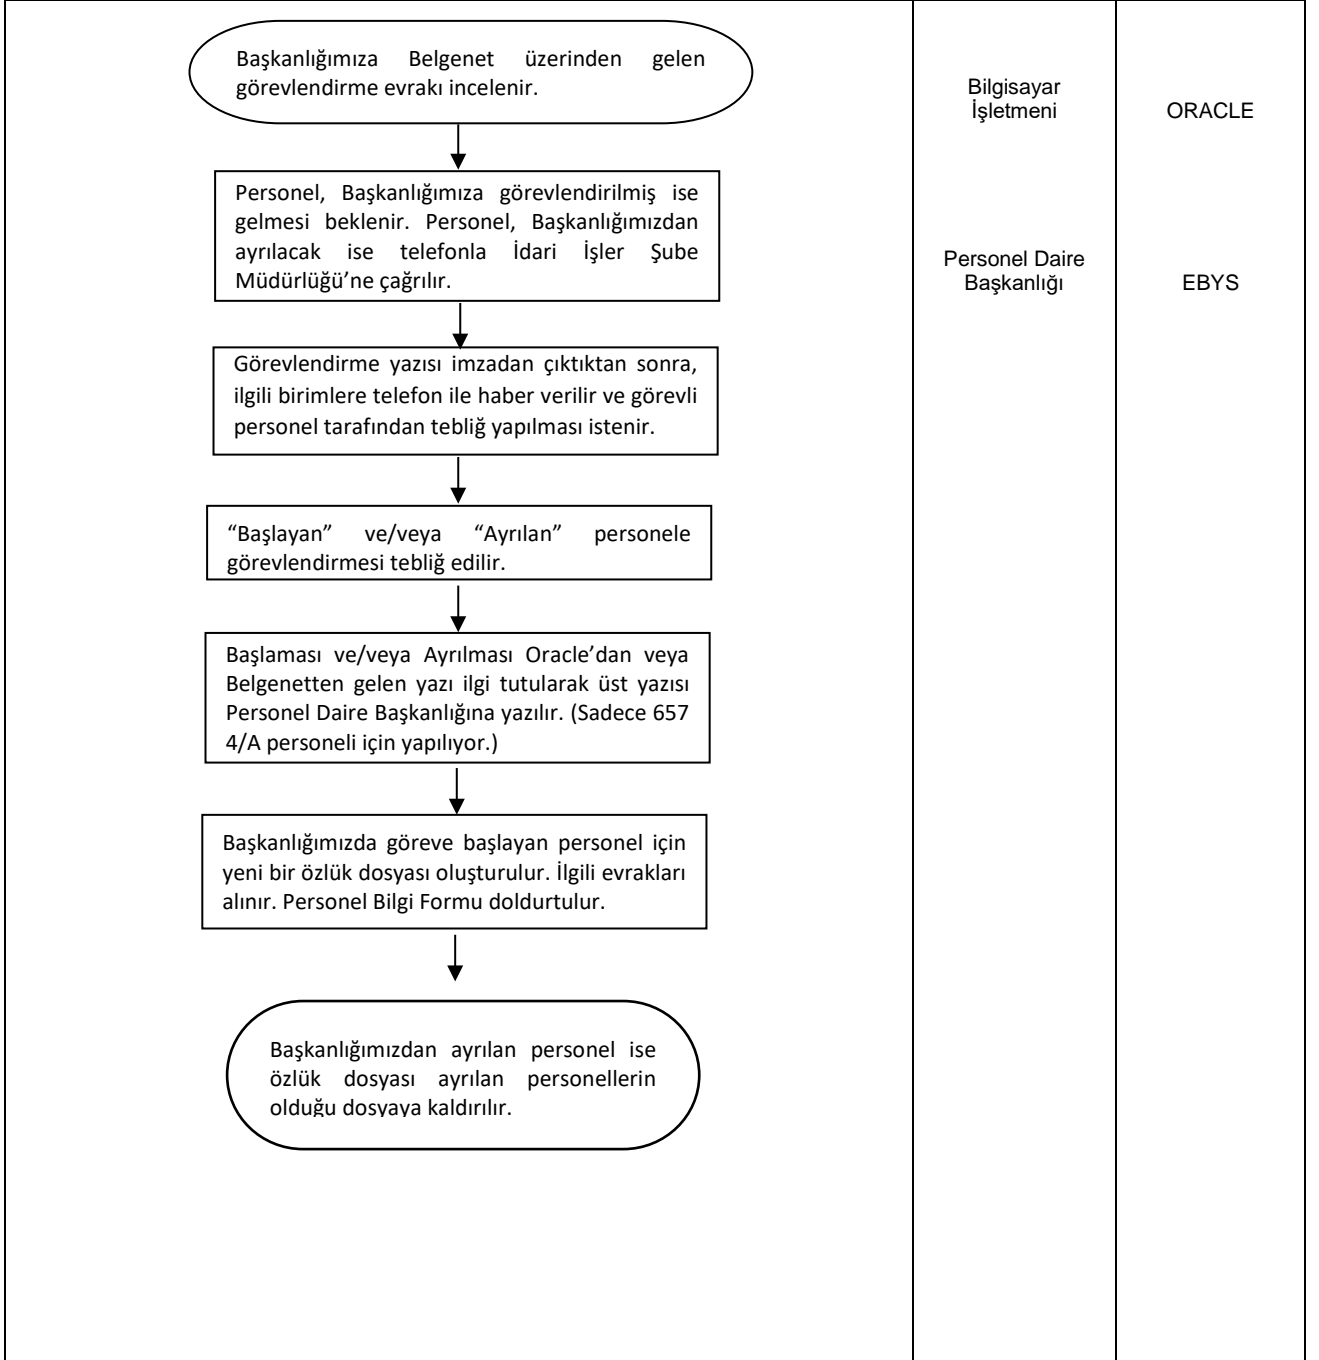 Başkanlığımıza Belgenet üzerinden gelen
görevlendirme evrakı incelenir.
Bilgisayar
İşletmeni
ORACLE
Personel, Başkanlığımıza görevlendirilmiş ise
gelmesi beklenir. Personel, Başkanlığımızdan
ayrılacak ise telefonla İdari İşler Şube
Müdürlüğü’ne çağrılır.
Personel Daire
Başkanlığı
EBYS
Görevlendirme yazısı imzadan çıktıktan sonra,
ilgili birimlere telefon ile haber verilir ve görevli
personel tarafından tebliğ yapılması istenir.
“Başlayan” ve/veya “Ayrılan” personele
görevlendirmesi tebliğ edilir.
Başlaması ve/veya Ayrılması Oracle’dan veya
Belgenetten gelen yazı ilgi tutularak üst yazısı
Personel Daire Başkanlığına yazılır. (Sadece 657
4/A personeli için yapılıyor.)
Başkanlığımızda göreve başlayan personel için
yeni bir özlük dosyası oluşturulur. İlgili evrakları
alınır. Personel Bilgi Formu doldurtulur.
Başkanlığımızdan ayrılan personel ise
özlük dosyası ayrılan personellerin
olduğu dosyaya kaldırılır.